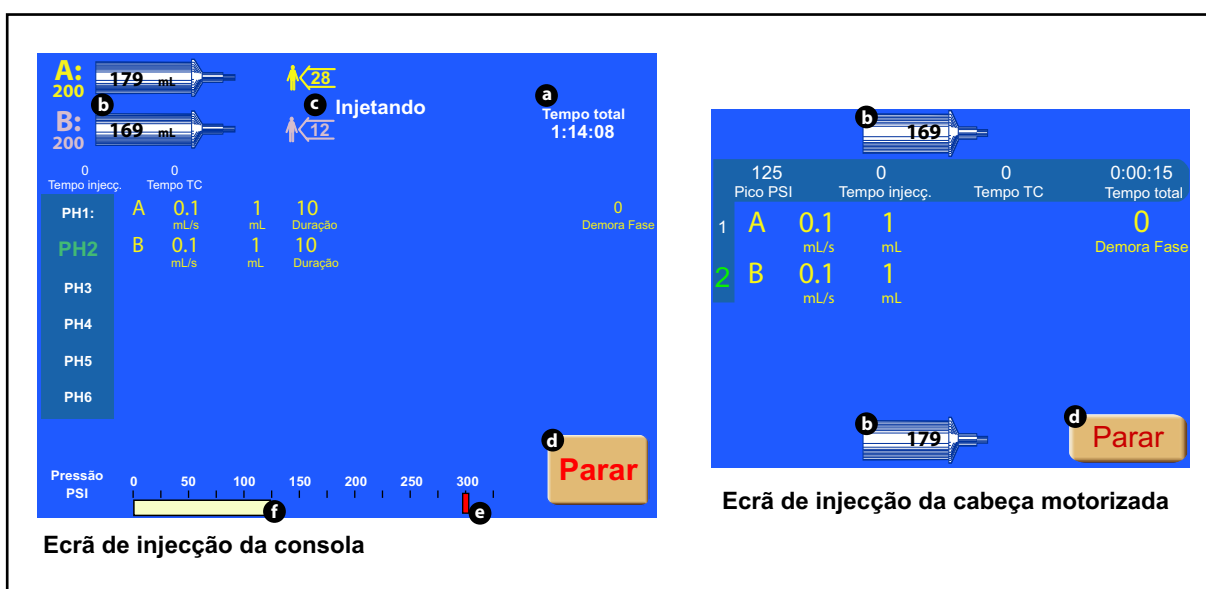 A:
200
179 mL
28
b
c
Injetando
a
Tempo total
1:14:08
B:
200
169 mL
12
0
Tempo injecç.
0
Tempo TC
PH1:
A 0.1 1 10 0
mL/s mL Duração Demora Fase
PH2
B 0.1 1 10
mL/s mL Duração
PH3
PH4
PH5
PH6
d
Parar
Pressão
PSI
0 50 100 150 200 250 300
f
e
Ecrã de injecção da consola
b
169
125 0 0 0:00:15
Pico PSI Tempo injecç. Tempo TC Tempo total
1 A 0.1 1 0
mL/s mL Demora Fase
2 B 0.1 1
mL/s mL
b
179
d
Parar
Ecrã de injecção da cabeça motorizada